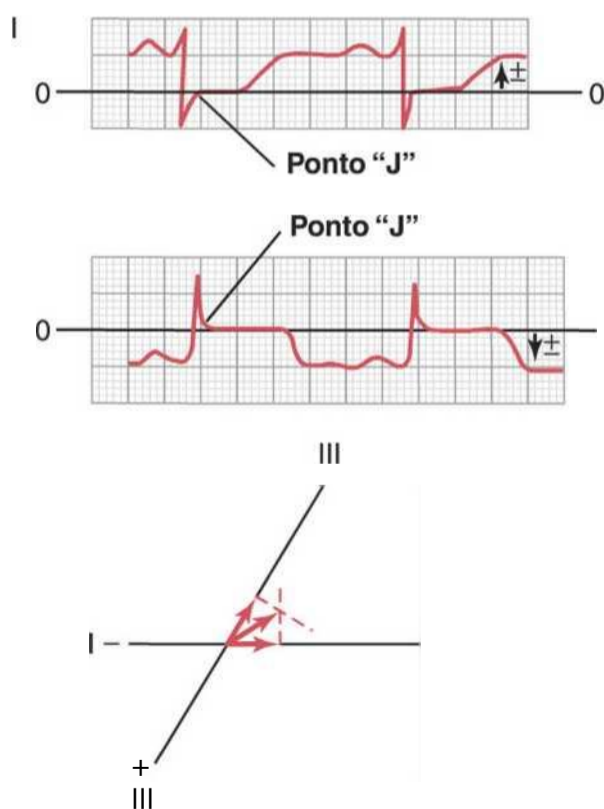 I
0 ± 0
Ponto “J”
Ponto “J”
0 ±
III
I –
+
III